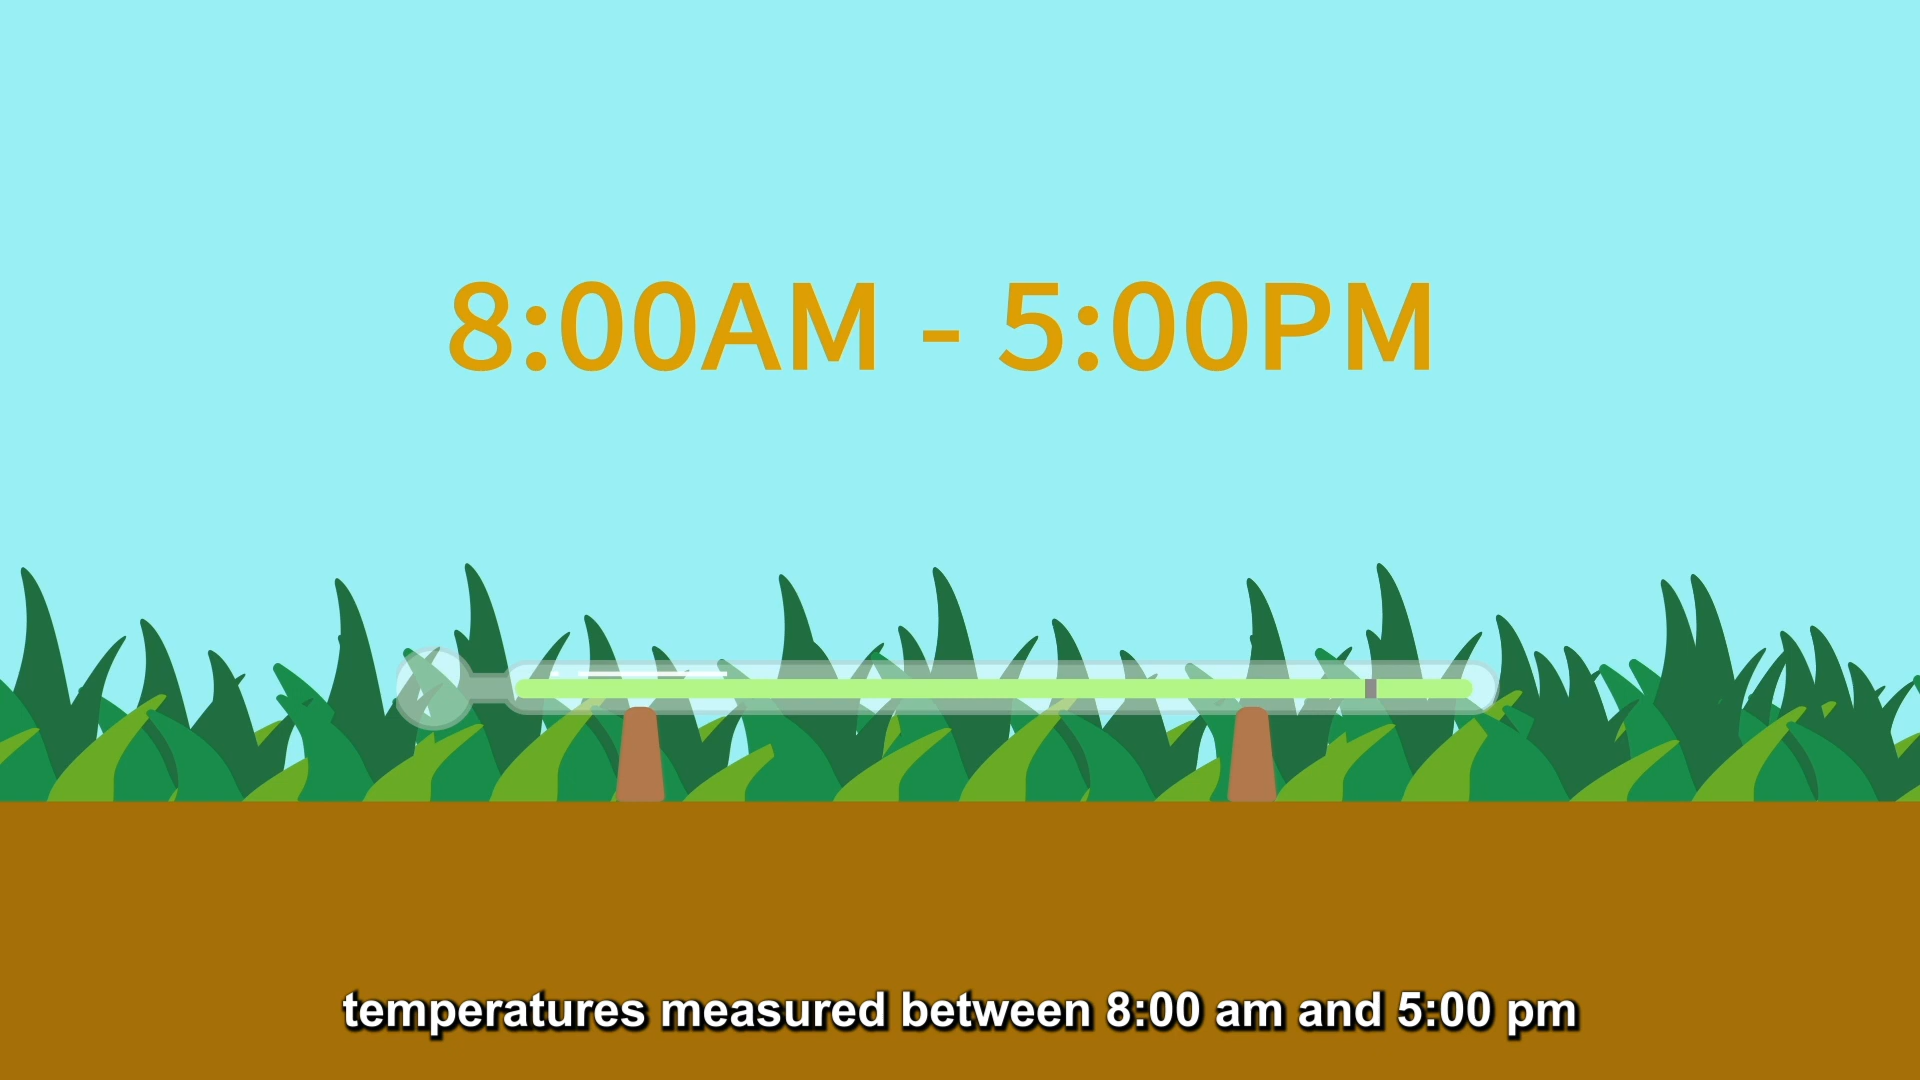 8:00AM - 5:00PM
temperatures measured between 8:00 am and 5:00 pm